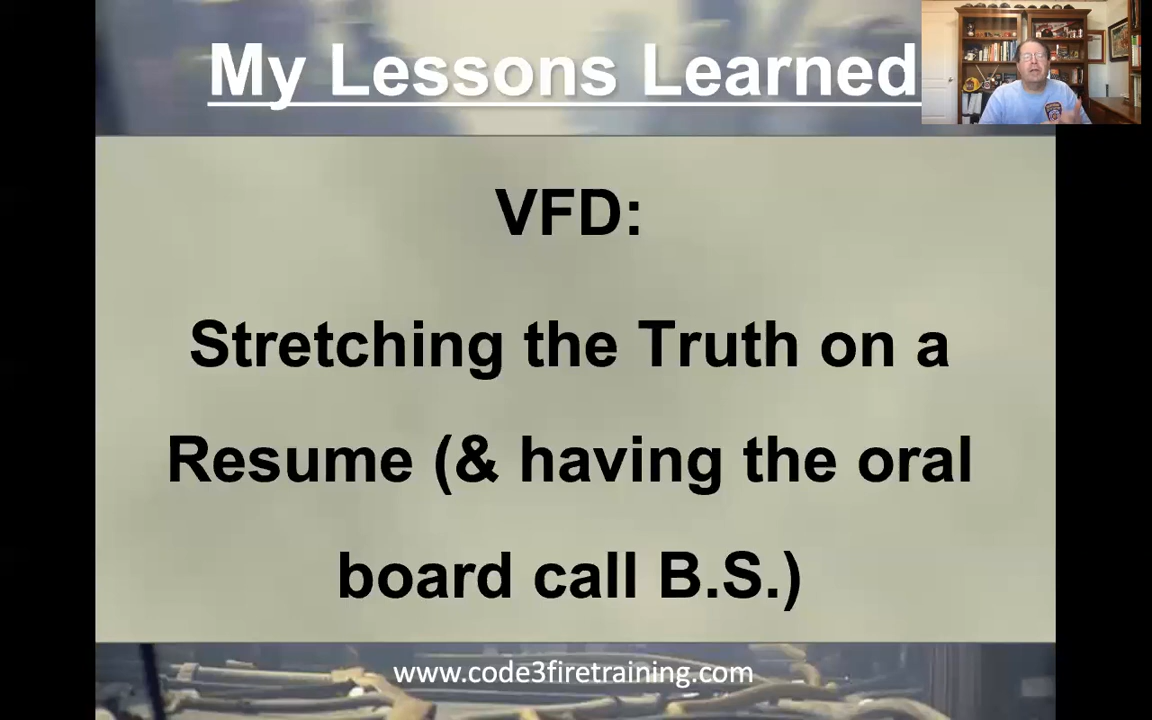 My Lessons Learned
VFD:
Stretching the Truth on a
Resume (& having the oral
board call B.S.)
www.code3firetraining.com